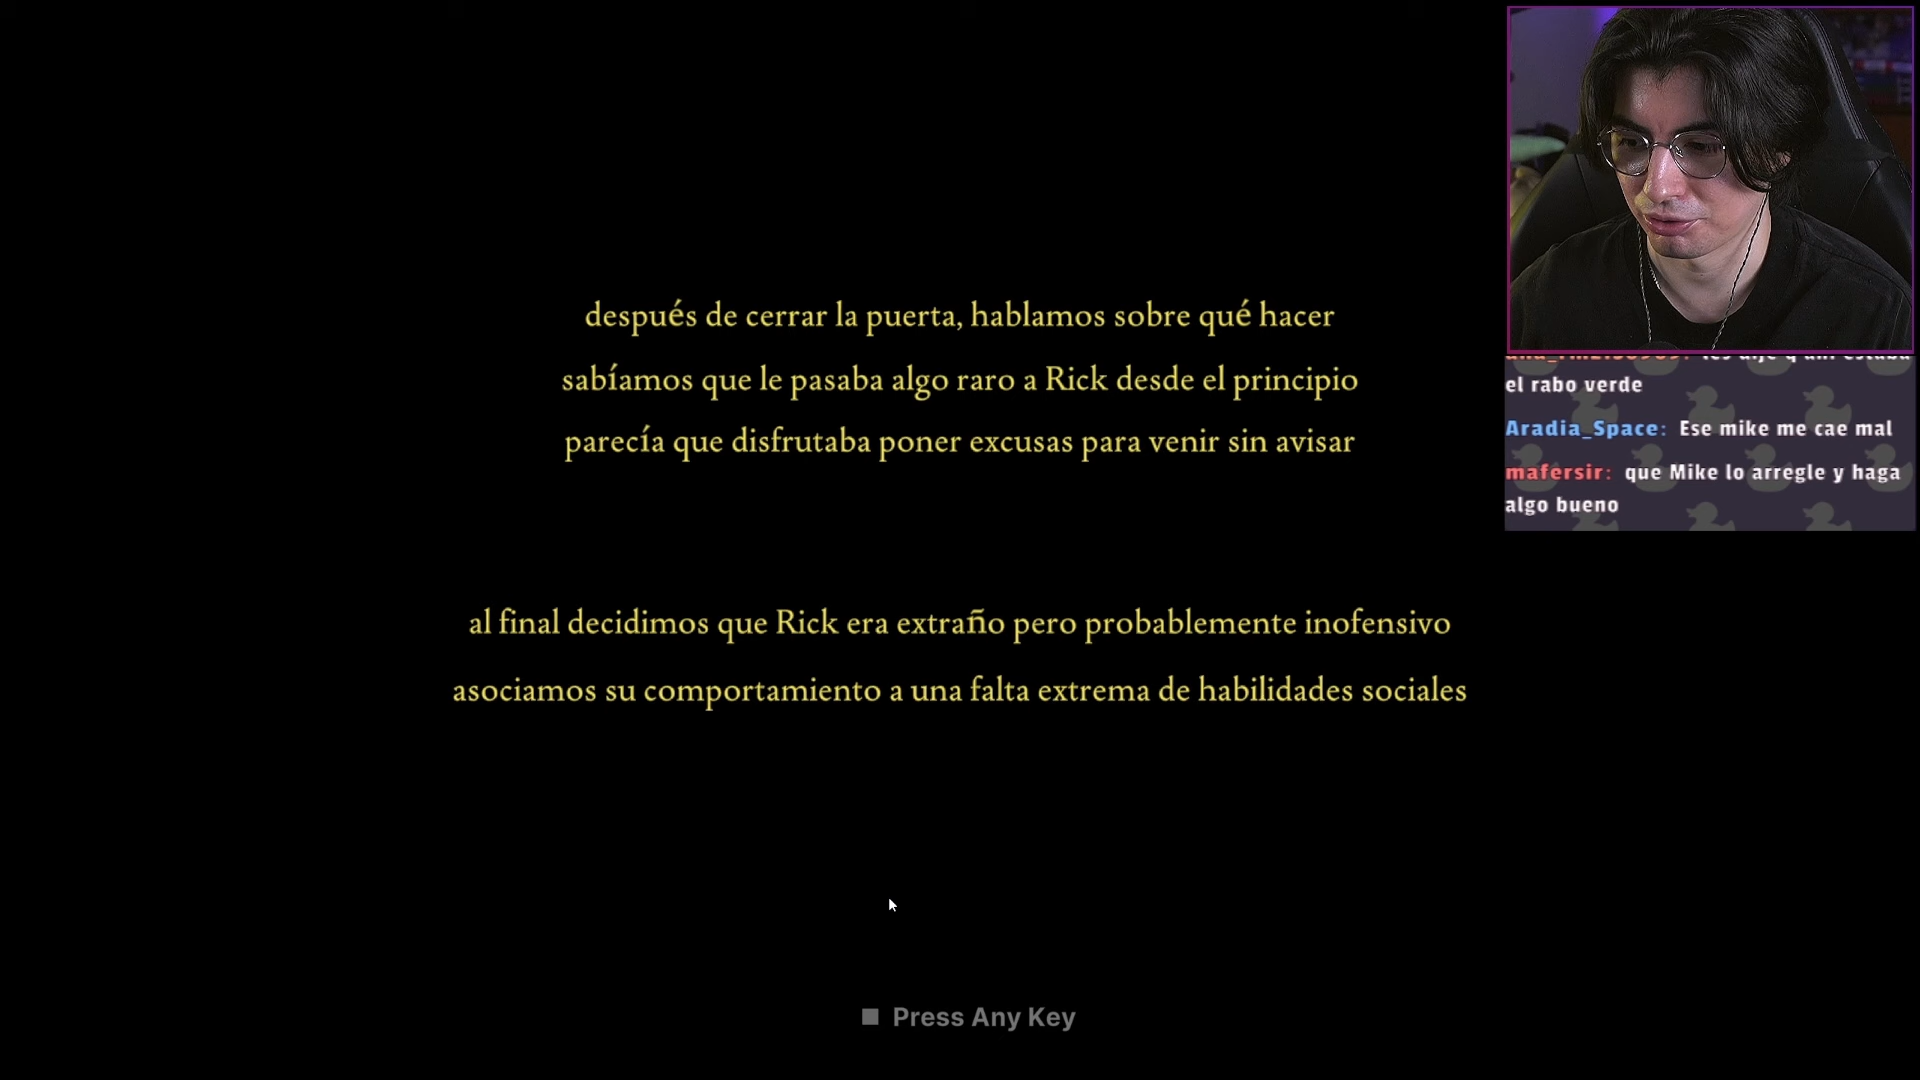 después de cerrar la puerta, hablamos sobre qué hacer
sabíamos que le pasaba algo raro a Rick desde el principio
parecía que disfrutaba poner excusas para venir sin avisar
al final decidimos que Rick era extraño pero probablemente inofensivo
asociamos su comportamiento a una falta extrema de habilidades sociales
Press Any Key
el rabo verde
Aradia_Space: Ese mike me cae mal
mafersir: que Mike lo arregle y haga
algo bueno